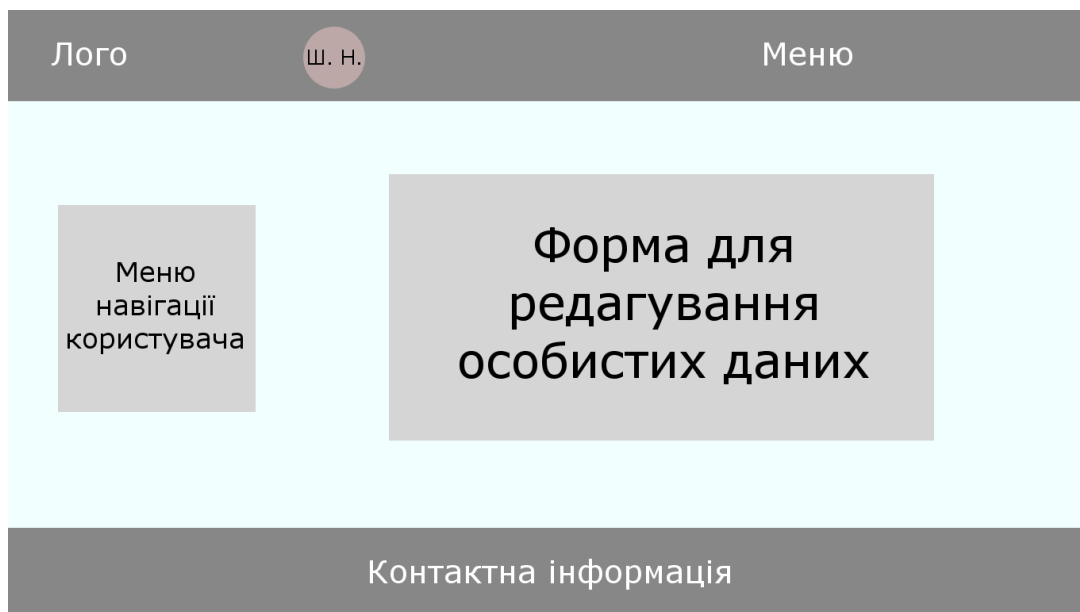 Лого
Ш. Н.
Меню
Меню
навігації
користувача
Форма для
редагування
особистих даних
Контактна інформація